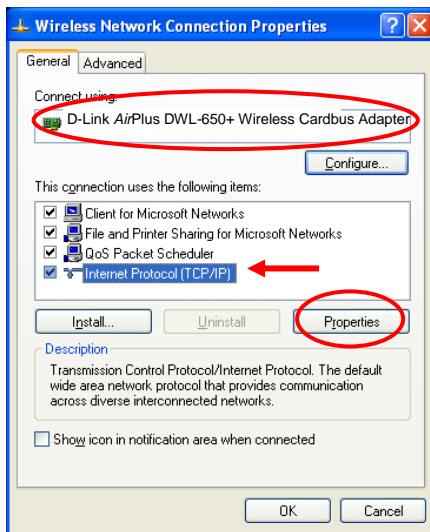 Wireless Network Connection Properties
General Advanced
Connect using:
D-Link AirPlus DWL-650+ Wireless Cardbus Adapter
Configure...
This connection uses the following items:
Client for Microsoft Networks
File and Printer Sharing for Microsoft Networks
QoS Packet Scheduler
Internet Protocol (TCP/IP)
Install... Uninstall Properties
Description
Transmission Control Protocol/Internet Protocol. The default
wide area network protocol that provides communication
across diverse interconnected networks.
Show icon in notification area when connected
OK Cancel